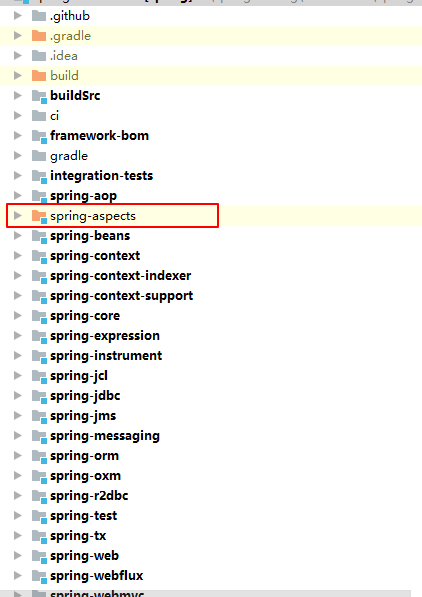 .github
.gradle
.idea
build
buildSrc
ci
framework-bom
gradle
integration-tests
spring-aop
spring-aspects
spring-beans
spring-context
spring-context-indexer
spring-context-support
spring-core
spring-expression
spring-instrument
spring-jcl
spring-jdbc
spring-jms
spring-messaging
spring-orm
spring-oxm
spring-r2dbc
spring-test
spring-tx
spring-web
spring-webflux
spring-webmvc